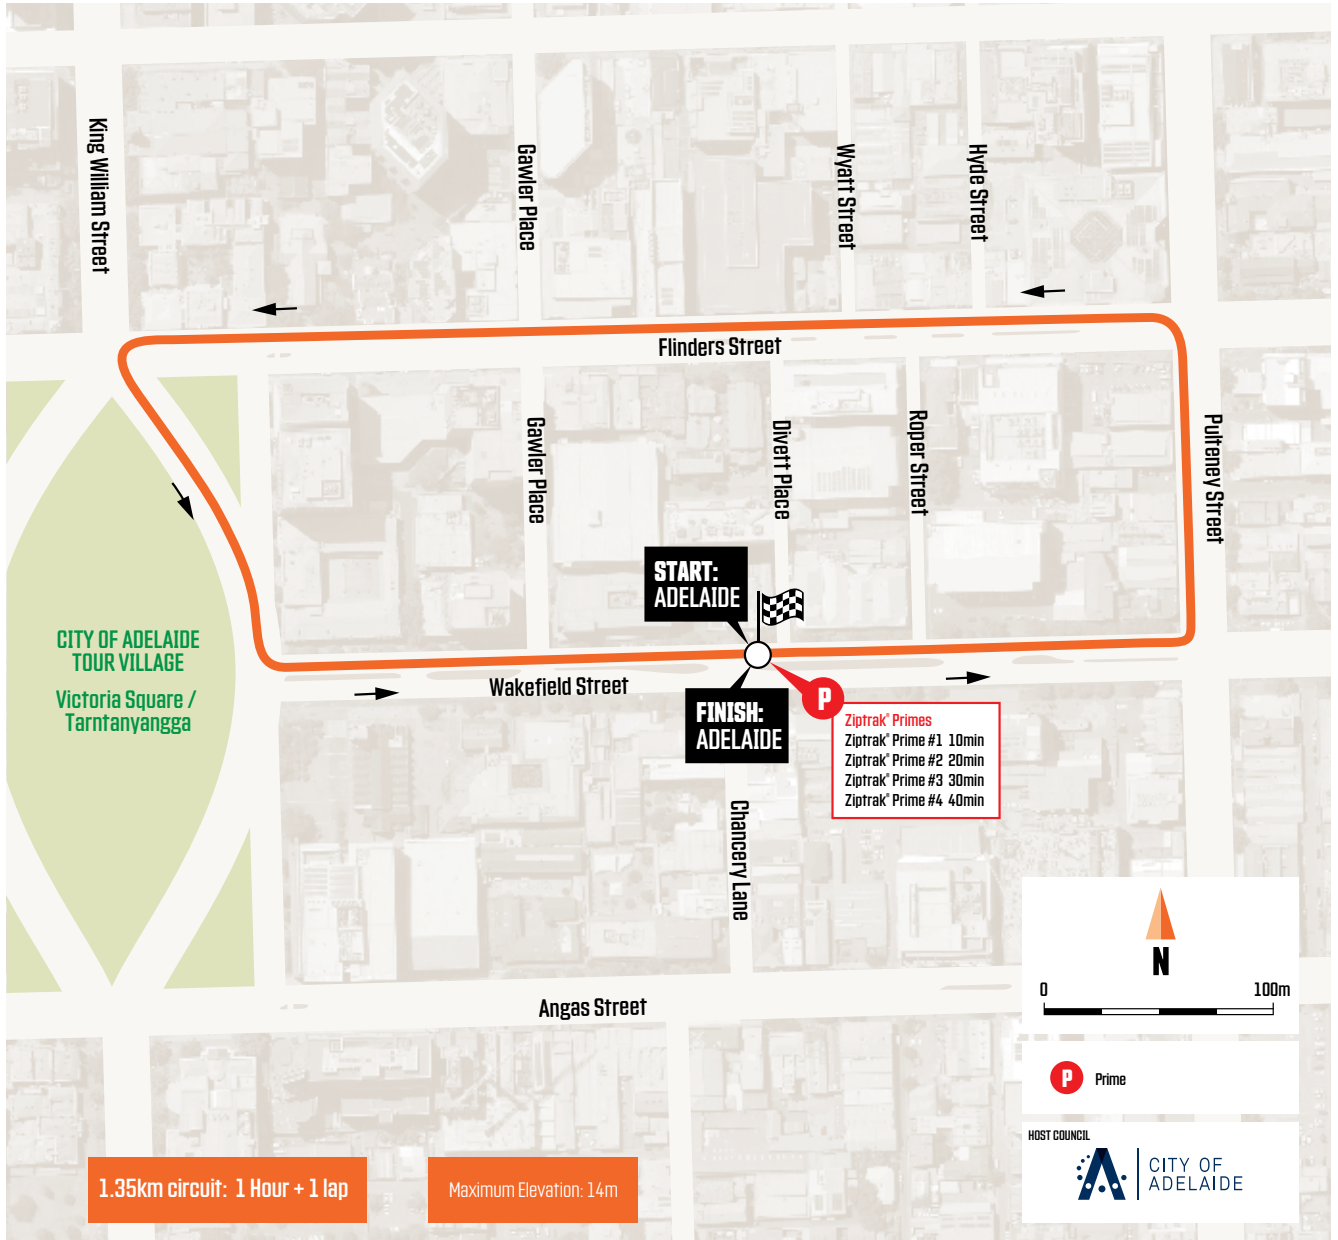 King William Street
Gawler Place
Wyatt Street
Hyde Street
Flinders Street
Gawler Place
Divett Place
Roper Street
Pulteney Street
START:
ADELAIDE
CITY OF ADELAIDE
TOUR VILLAGE
Victoria Square /
Tarntanyangga
Wakefield Street
FINISH:
ADELAIDE
P
Ziptrak® Primes
Ziptrak® Prime #1 10min
Ziptrak® Prime #2 20min
Ziptrak® Prime #3 30min
Ziptrak® Prime #4 40min
Chancery Lane
Angas Street
N
0 100m
P Prime
HOST COUNCIL
CITY OF
ADELAIDE
1.35km circuit: 1 Hour + 1 lap
Maximum Elevation: 14m